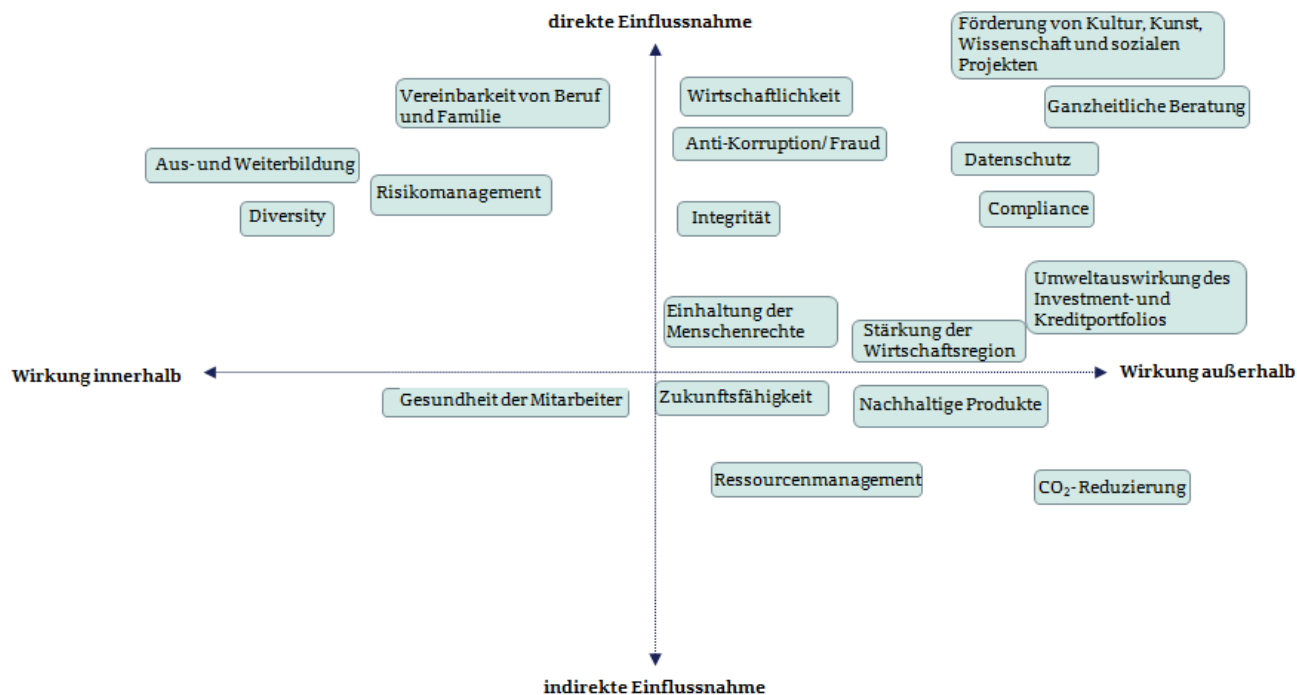 direkte Einflussnahme
Förderung von Kultur, Kunst,
Wissenschaft und sozialen
Projekten
Vereinbarkeit von Beruf
und Familie
Wirtschaftlichkeit
Ganzheitliche Beratung
Anti-Korruption/ Fraud
Datenschutz
Aus- und Weiterbildung
Risikomanagement
Diversity
Integrität
Compliance
Umweltauswirkung des
Investment- und
Kreditportfolios
Einhaltung der
Menschenrechte
Stärkung der
Wirtschaftsregion
Wirkung innerhalb
Wirkung außerhalb
Gesundheit der Mitarbeiter
Zukunftsfähigkeit
Nachhaltige Produkte
Ressourcenmanagement
CO₂- Reduzierung
indirekte Einflussnahme